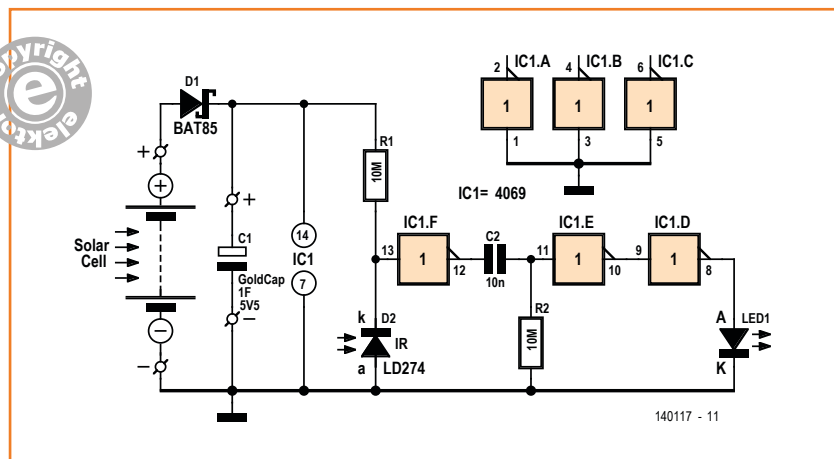 copyright
e
elektor
D1
BAT85
+
+
Solar
Cell
−
−
+
C1
GoldCap
1F
5V5
−
14
IC1
7
R1
10M
13
IC1.F
1
12
k
D2
IR
a
LD274
C2
10n
11
R2
10M
IC1.E
1
10
9
IC1.D
1
8
A
LED1
K
2
IC1.A
1
1
4
IC1.B
1
3
6
IC1.C
1
5
IC1= 4069
140117 - 11